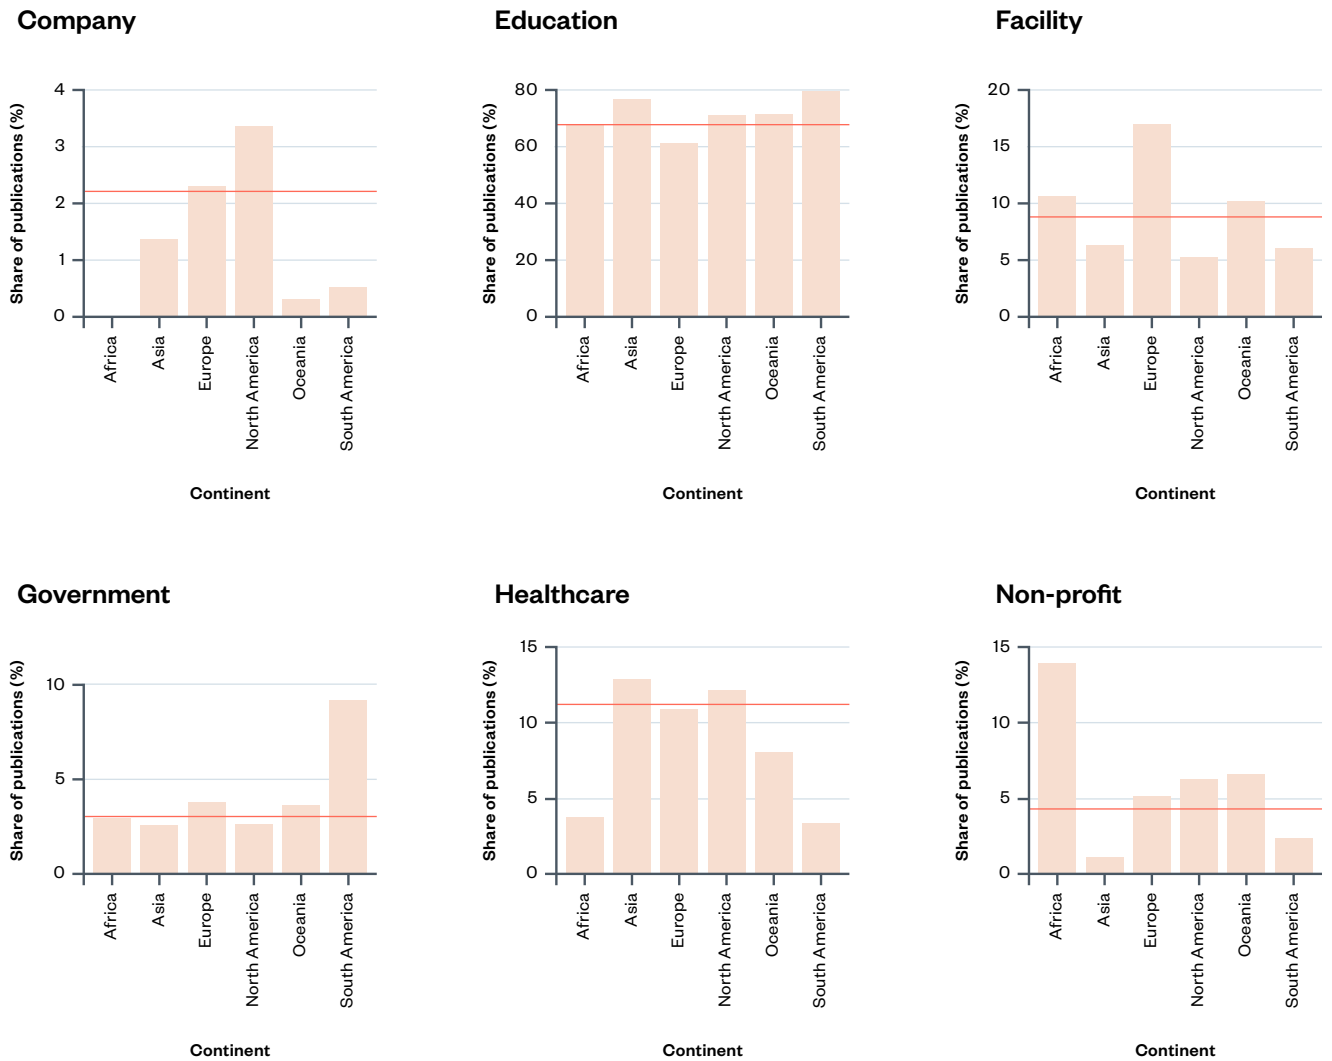 Company
Education
Facility
Share of publications (%)
4
3
2
1
0
Africa
Asia
Europe
North America
Oceania
South America
Continent
Share of publications (%)
80
60
40
20
0
Africa
Asia
Europe
North America
Oceania
South America
Continent
Share of publications (%)
20
15
10
5
0
Africa
Asia
Europe
North America
Oceania
South America
Continent
Government
Healthcare
Non-profit
Share of publications (%)
10
5
0
Africa
Asia
Europe
North America
Oceania
South America
Continent
Share of publications (%)
15
10
5
0
Africa
Asia
Europe
North America
Oceania
South America
Continent
Share of publications (%)
15
10
5
0
Africa
Asia
Europe
North America
Oceania
South America
Continent